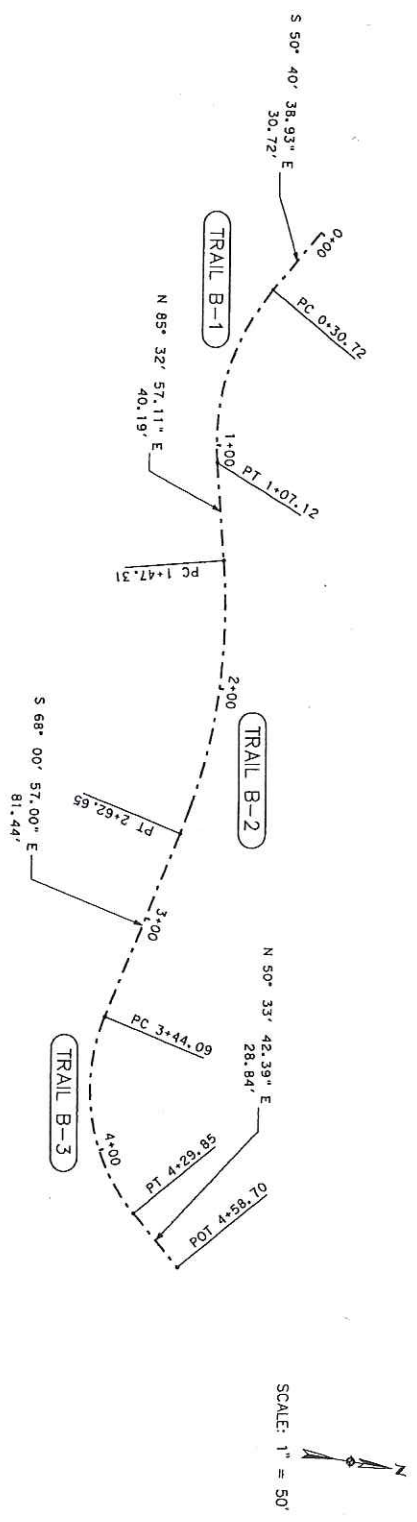 S 50° 40' 38.93" E
30.72'
0+00
PC 0+30.72
TRAIL B-1
N 85° 32' 57.11" E
40.19'
1+00
PT 1+07.12
PC 1+47.31
2+00
TRAIL B-2
PT 2+62.65
S 68° 00' 57.00" E
81.44'
3+00
PC 3+44.09
N 50° 33' 42.39" E
28.84'
TRAIL B-3
4+00
PT 4+29.85
POT 4+58.70
N
SCALE: 1" = 50'